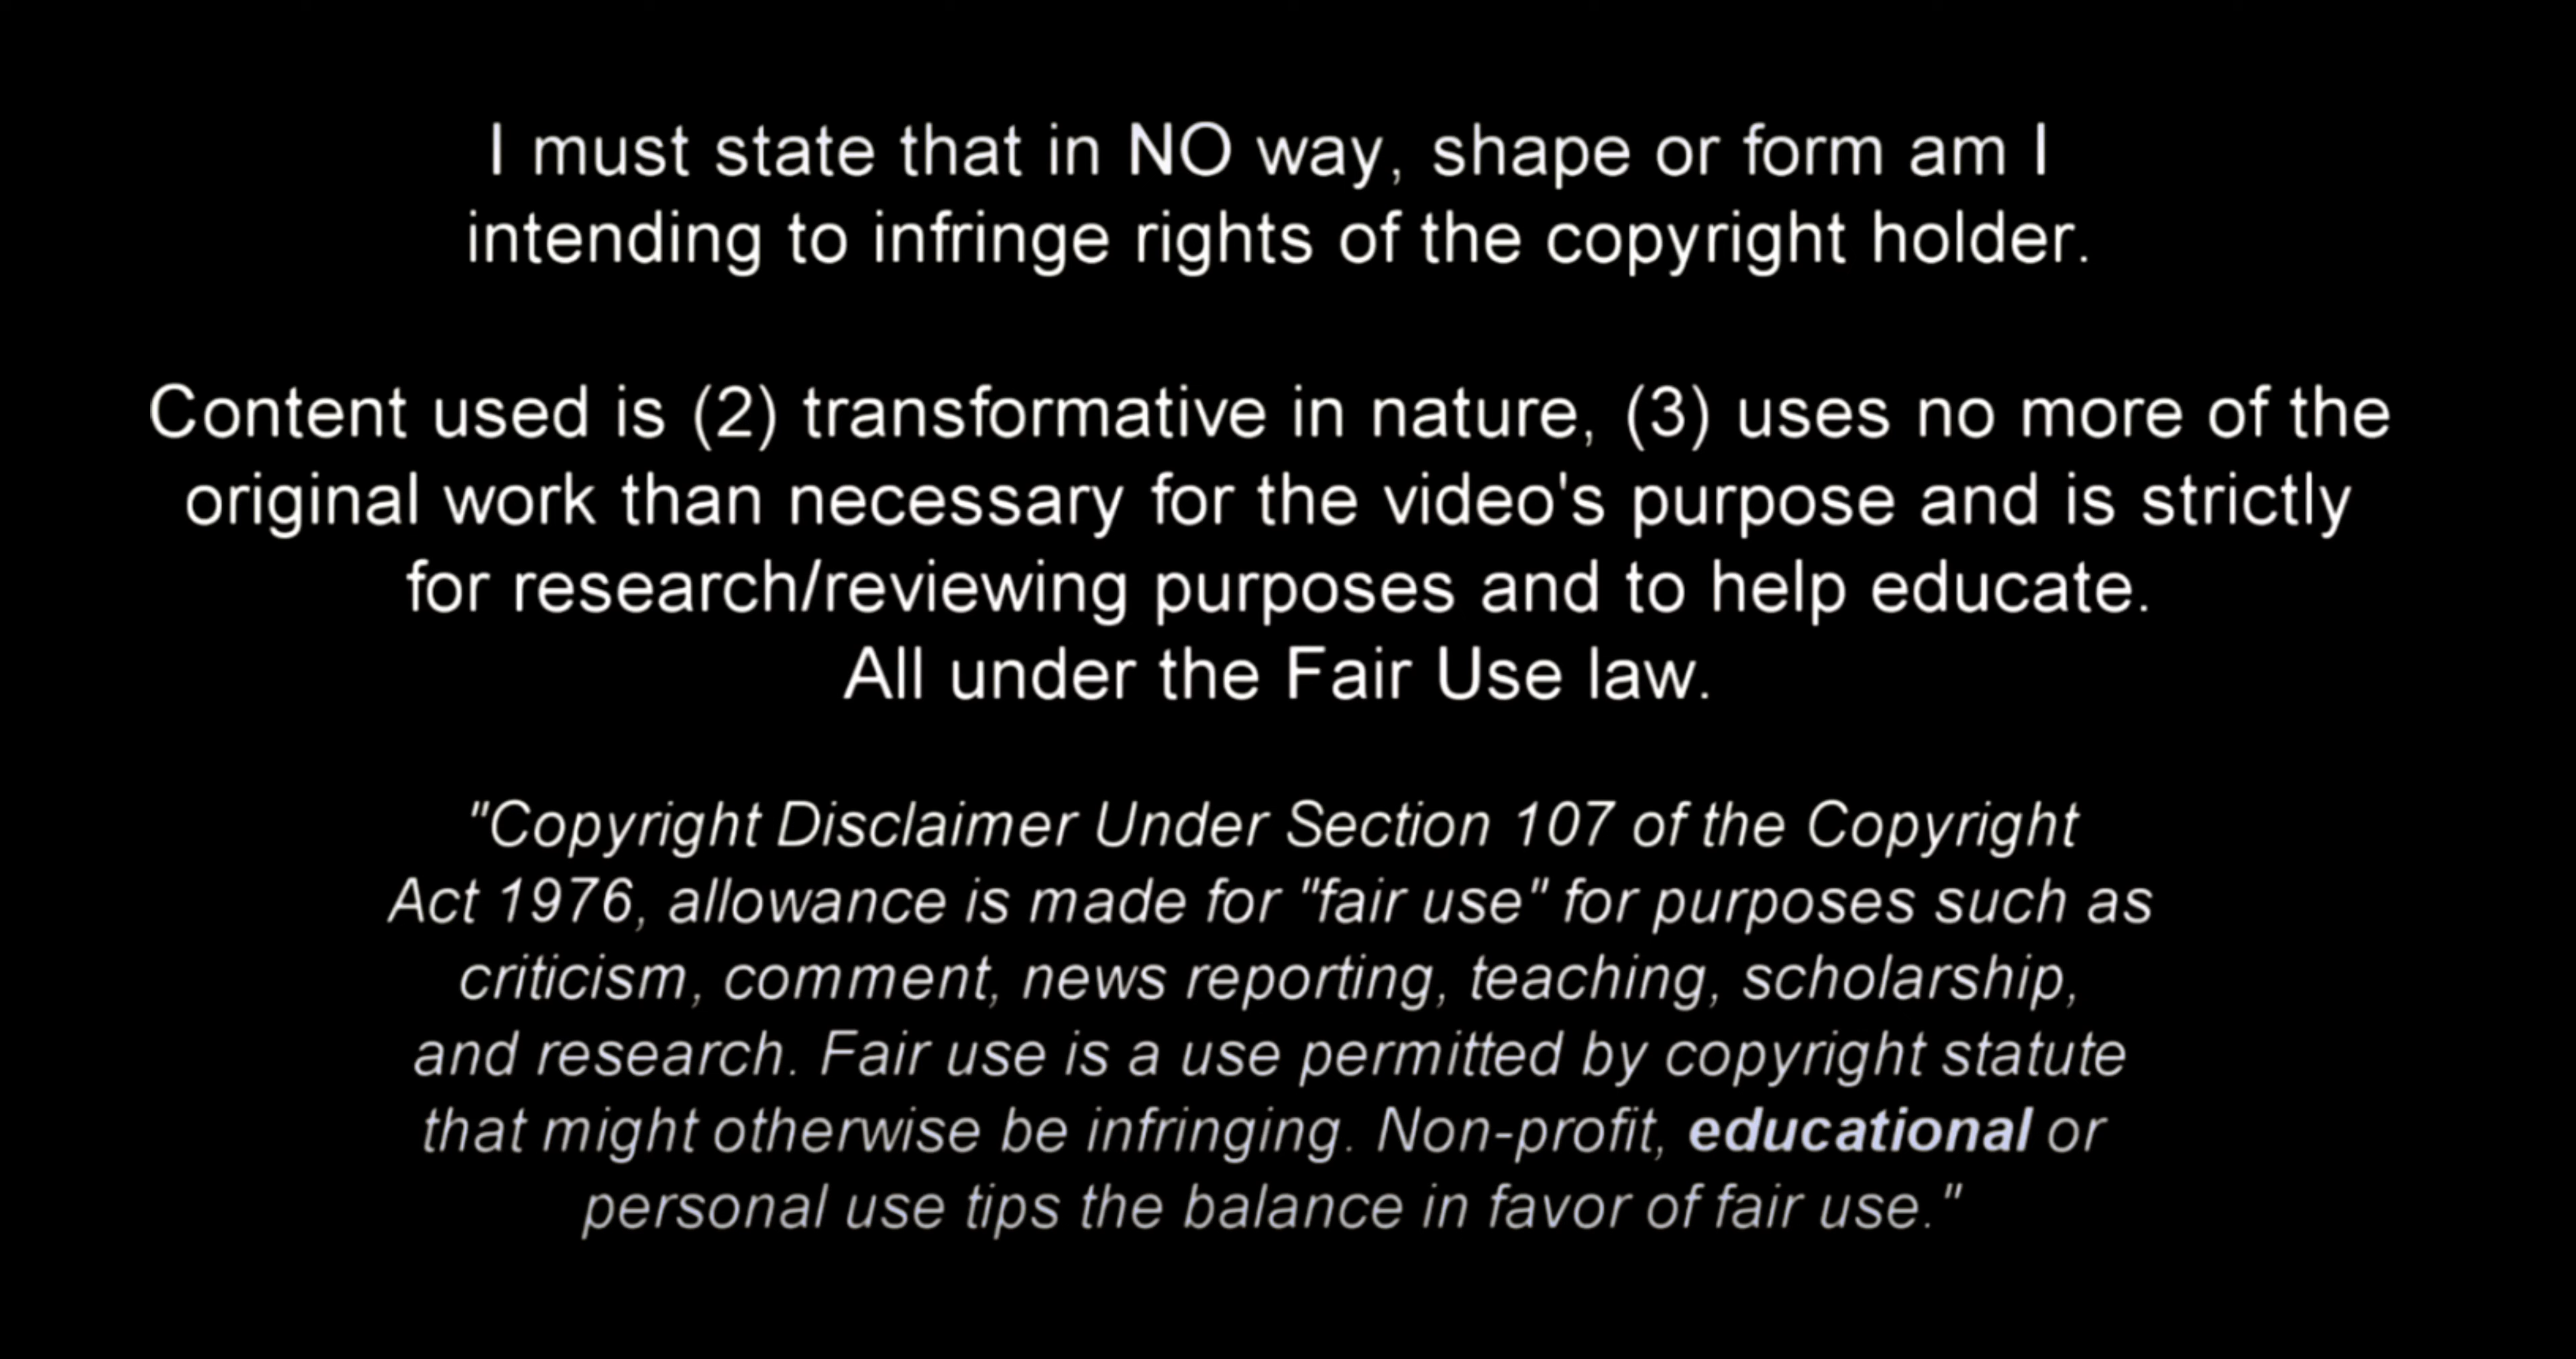 I must state that in NO way, shape or form am I
intending to infringe rights of the copyright holder.
Content used is (2) transformative in nature, (3) uses no more of the
original work than necessary for the video's purpose and is strictly
for research/reviewing purposes and to help educate.
All under the Fair Use law.
"Copyright Disclaimer Under Section 107 of the Copyright
Act 1976, allowance is made for "fair use" for purposes such as
criticism, comment, news reporting, teaching, scholarship,
and research. Fair use is a use permitted by copyright statute
that might otherwise be infringing. Non-profit, educational or
personal use tips the balance in favor of fair use."